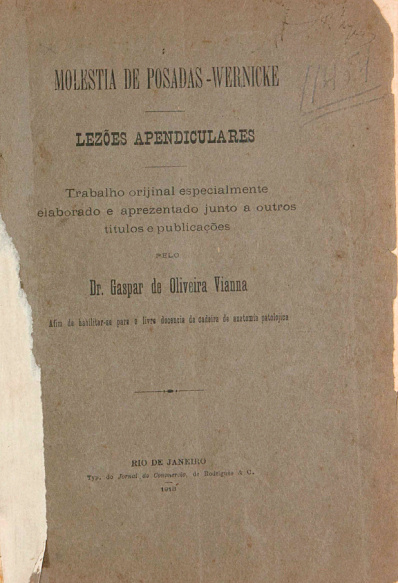 MOLESTIA DE POSADAS-WERNICKE
LEZÕES APENDICULARES
Trabalho orijinal especialmente
elaborado e aprezentado junto a outros
titulos e publicações
PELO
Dr. Gaspar de Oliveira Vianna
Afim de habilitar-se para a livre docencia da cadeira de anatomia patolojica
RIO DE JANEIRO
Typ. do Jornal do Commercio, de Rodrigues & C.
1913